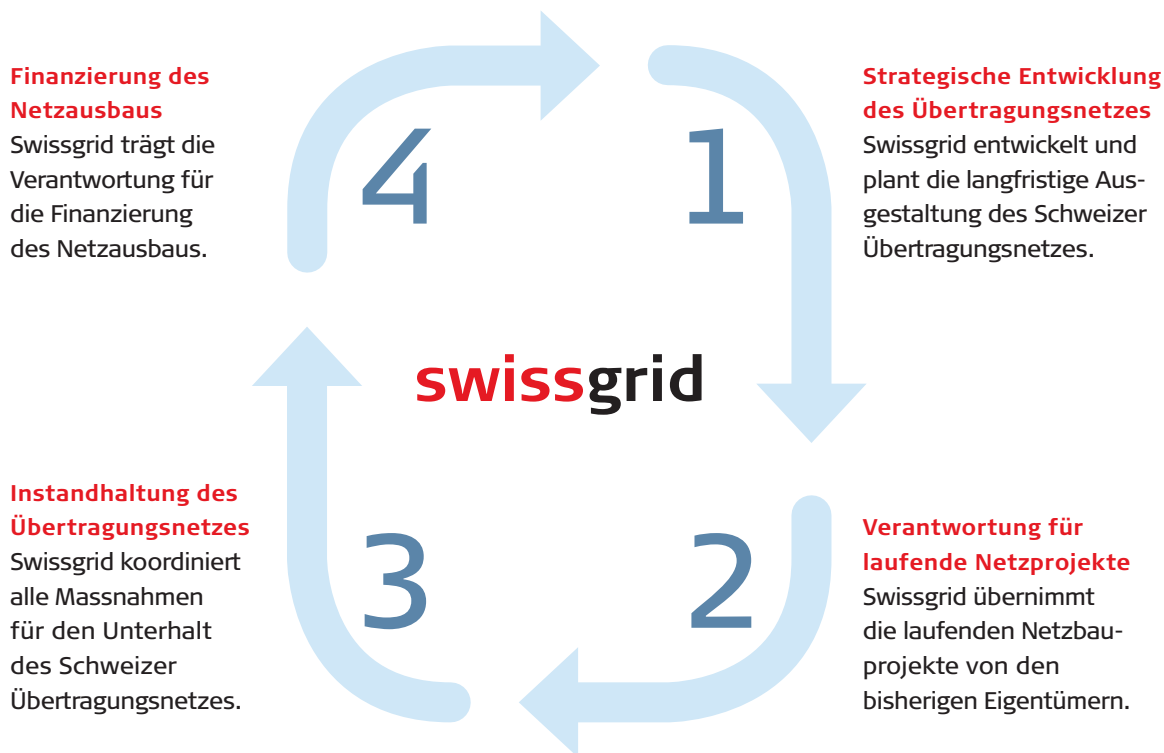 Finanzierung des
Netzausbaus
Swissgrid trägt die
Verantwortung für
die Finanzierung
des Netzausbaus.
4
1
Strategische Entwicklung
des Übertragungsnetzes
Swissgrid entwickelt und
plant die langfristige Aus-
gestaltung des Schweizer
Übertragungsnetzes.
swissgrid
Instandhaltung des
Übertragungsnetzes
Swissgrid koordiniert
alle Massnahmen
für den Unterhalt
des Schweizer
Übertragungsnetzes.
3
2
Verantwortung für
laufende Netzprojekte
Swissgrid übernimmt
die laufenden Netzbau-
projekte von den
bisherigen Eigentümern.